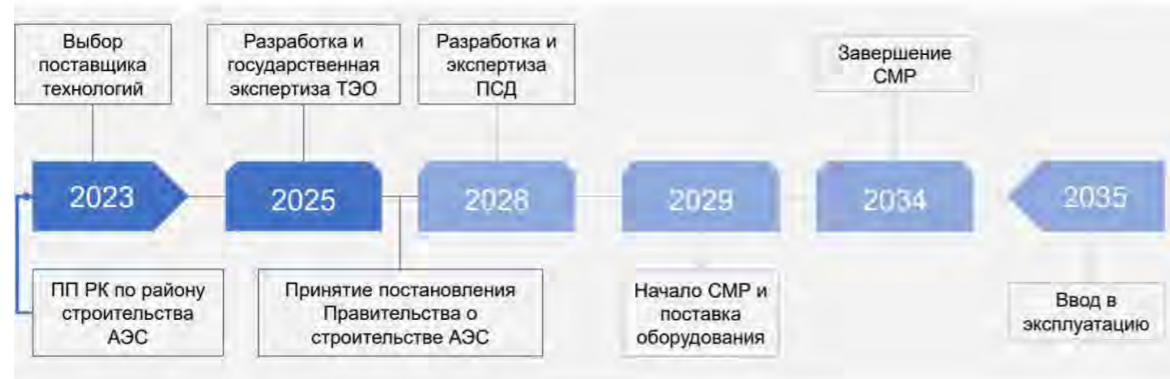 Выбор
поставщика
технологий
Разработка и
государственная
экспертиза ТЭО
Разработка и
экспертиза
ПСД
Завершение
СМР
2023
2025
2028
2029
2034
2035
ПП РК по району
строительства
АЭС
Принятие постановления
Правительства о
строительстве АЭС
Начало СМР и
поставка
оборудования
Ввод в
эксплуатацию